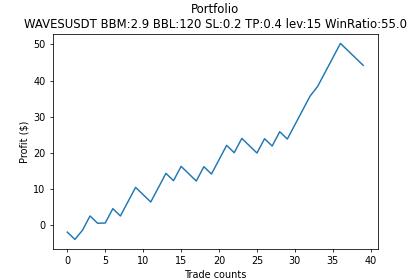 Portfolio
WAVESUSDT BBM:2.9 BBL:120 SL:0.2 TP:0.4 lev:15 WinRatio:55.0
50
40
30
20
10
0
Profit ($)
0 5 10 15 20 25 30 35 40
Trade counts